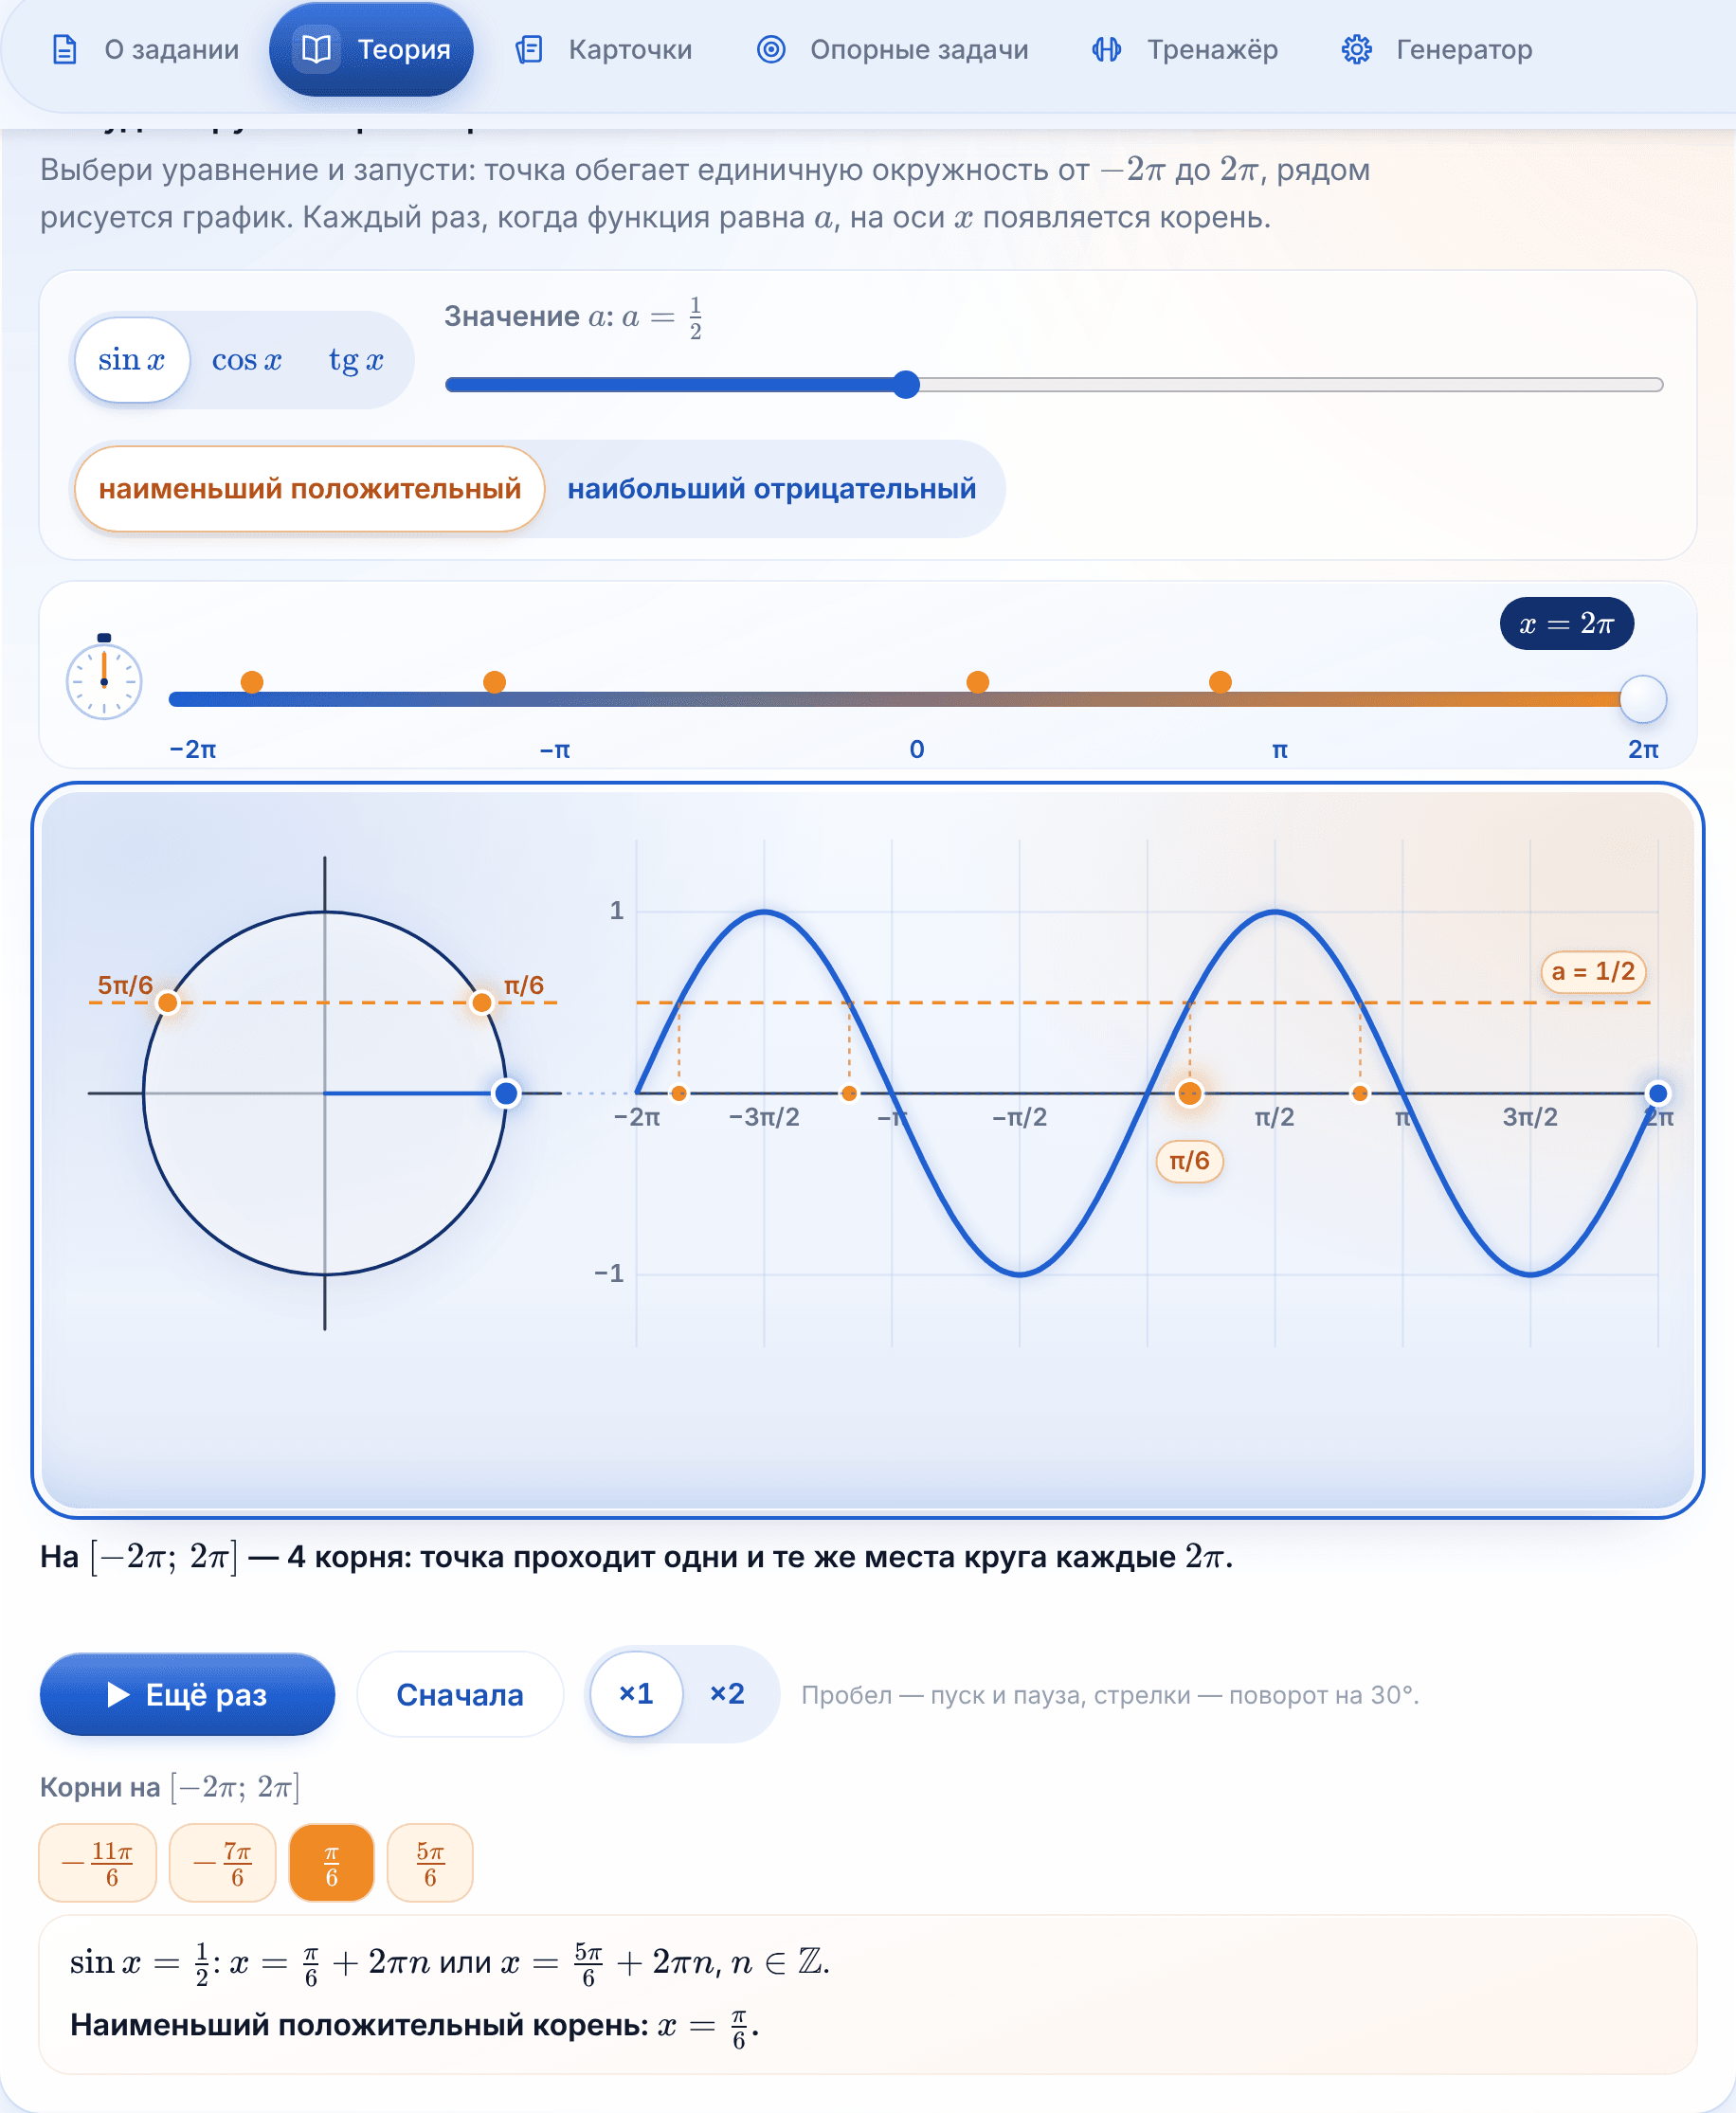 О задании
Теория
Карточки
Опорные задачи
Тренажёр
Генератор
Выбери уравнение и запусти: точка обегает единичную окружность от −2π до 2π, рядом
рисуется график. Каждый раз, когда функция равна a, на оси x появляется корень.
sin x
cos x
tg x
Значение a: a = 1/2
наименьший положительный
наибольший отрицательный
x = 2π
−2π
−π
0
π
2π
5π/6
π/6
1
−1
a = 1/2
−2π
−3π/2
−π
−π/2
π/2
π
3π/2
2π
π/6
На [−2π; 2π] — 4 корня: точка проходит одни и те же места круга каждые 2π.
Ещё раз
Сначала
×1
×2
Пробел — пуск и пауза, стрелки — поворот на 30°.
Корни на [−2π; 2π]
−11π/6
−7π/6
π/6
5π/6
sin x = 1/2: x = π/6 + 2πn или x = 5π/6 + 2πn, n ∈ ℤ.
Наименьший положительный корень: x = π/6.